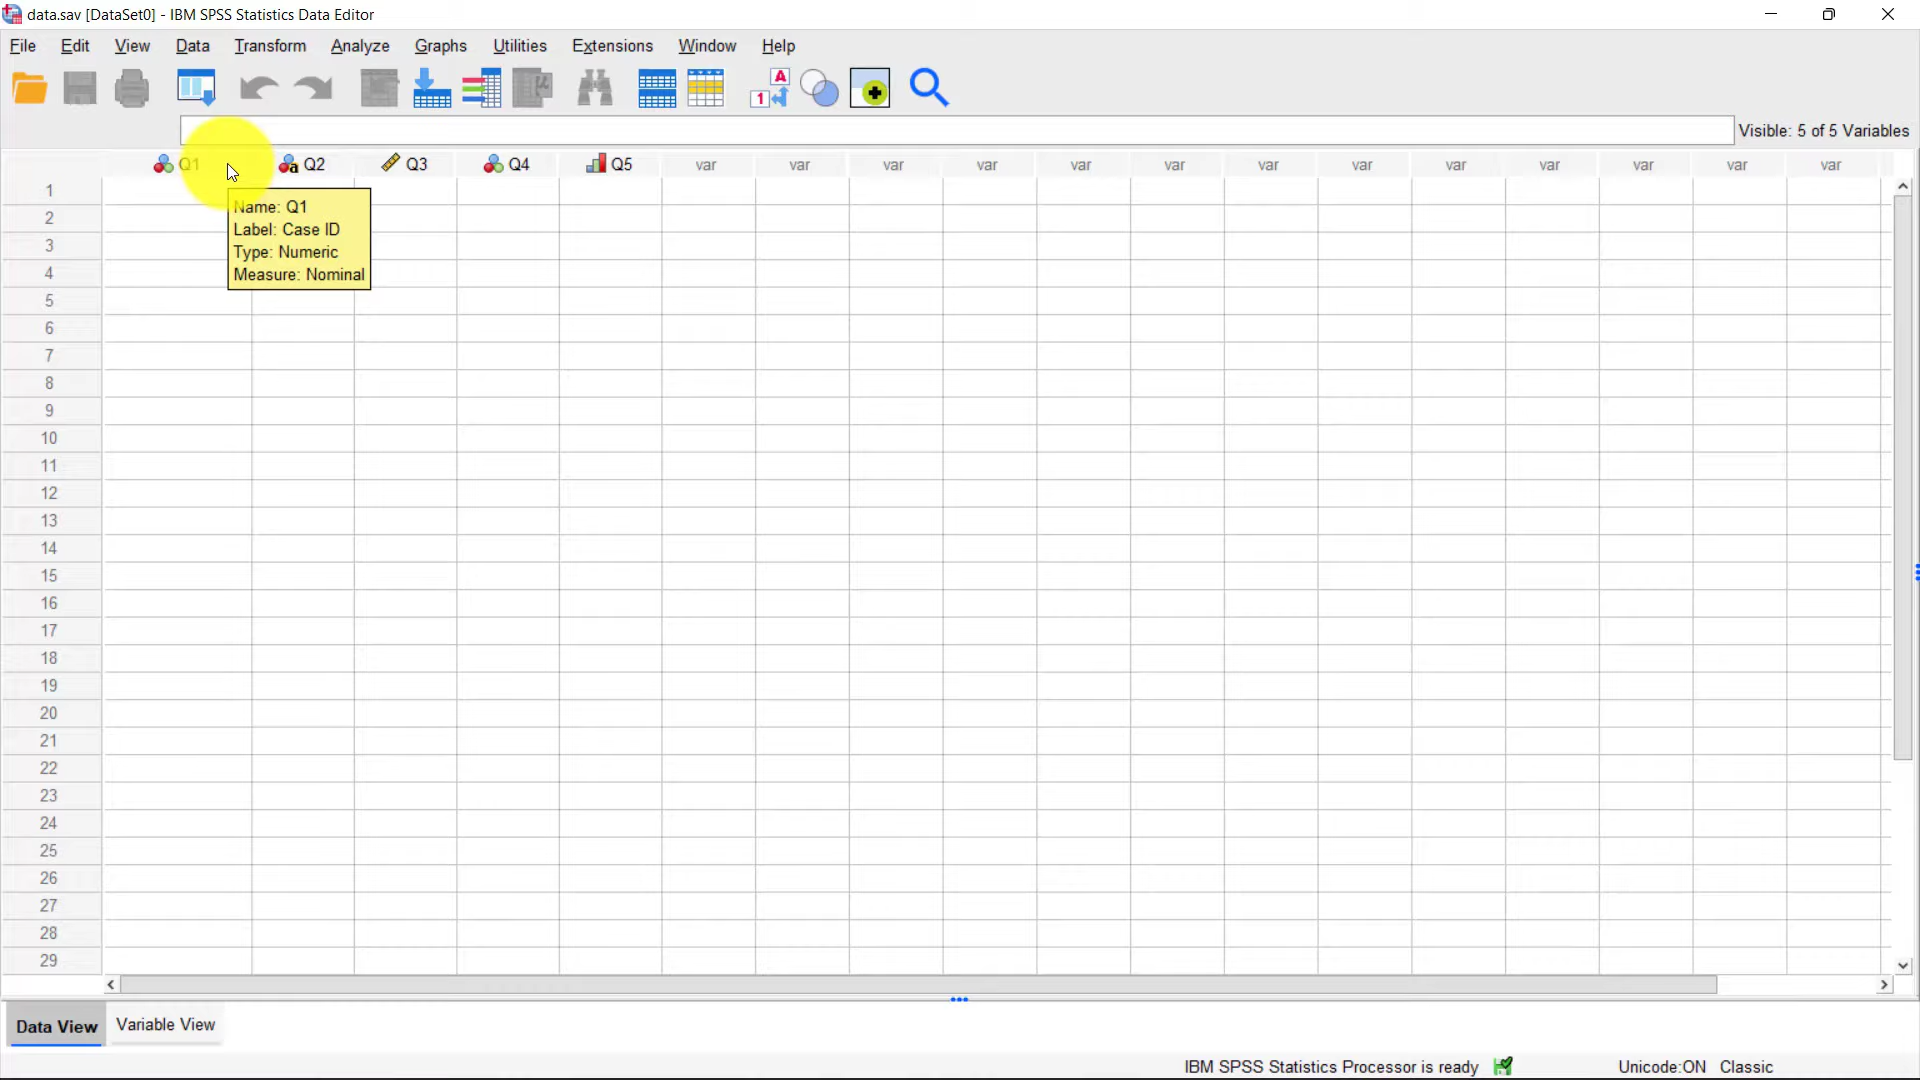 data.sav [DataSet0] - IBM SPSS Statistics Data Editor
File Edit View Data Transform Analyze Graphs Utilities Extensions Window Help
Visible: 5 of 5 Variables
Q1 Q2 Q3 Q4 Q5 var var var var var var var var var var var var var
Name: Q1
Label: Case ID
Type: Numeric
Measure: Nominal
1
2
3
4
5
6
7
8
9
10
11
12
13
14
15
16
17
18
19
20
21
22
23
24
25
26
27
28
29
Data View Variable View
IBM SPSS Statistics Processor is ready Unicode:ON Classic